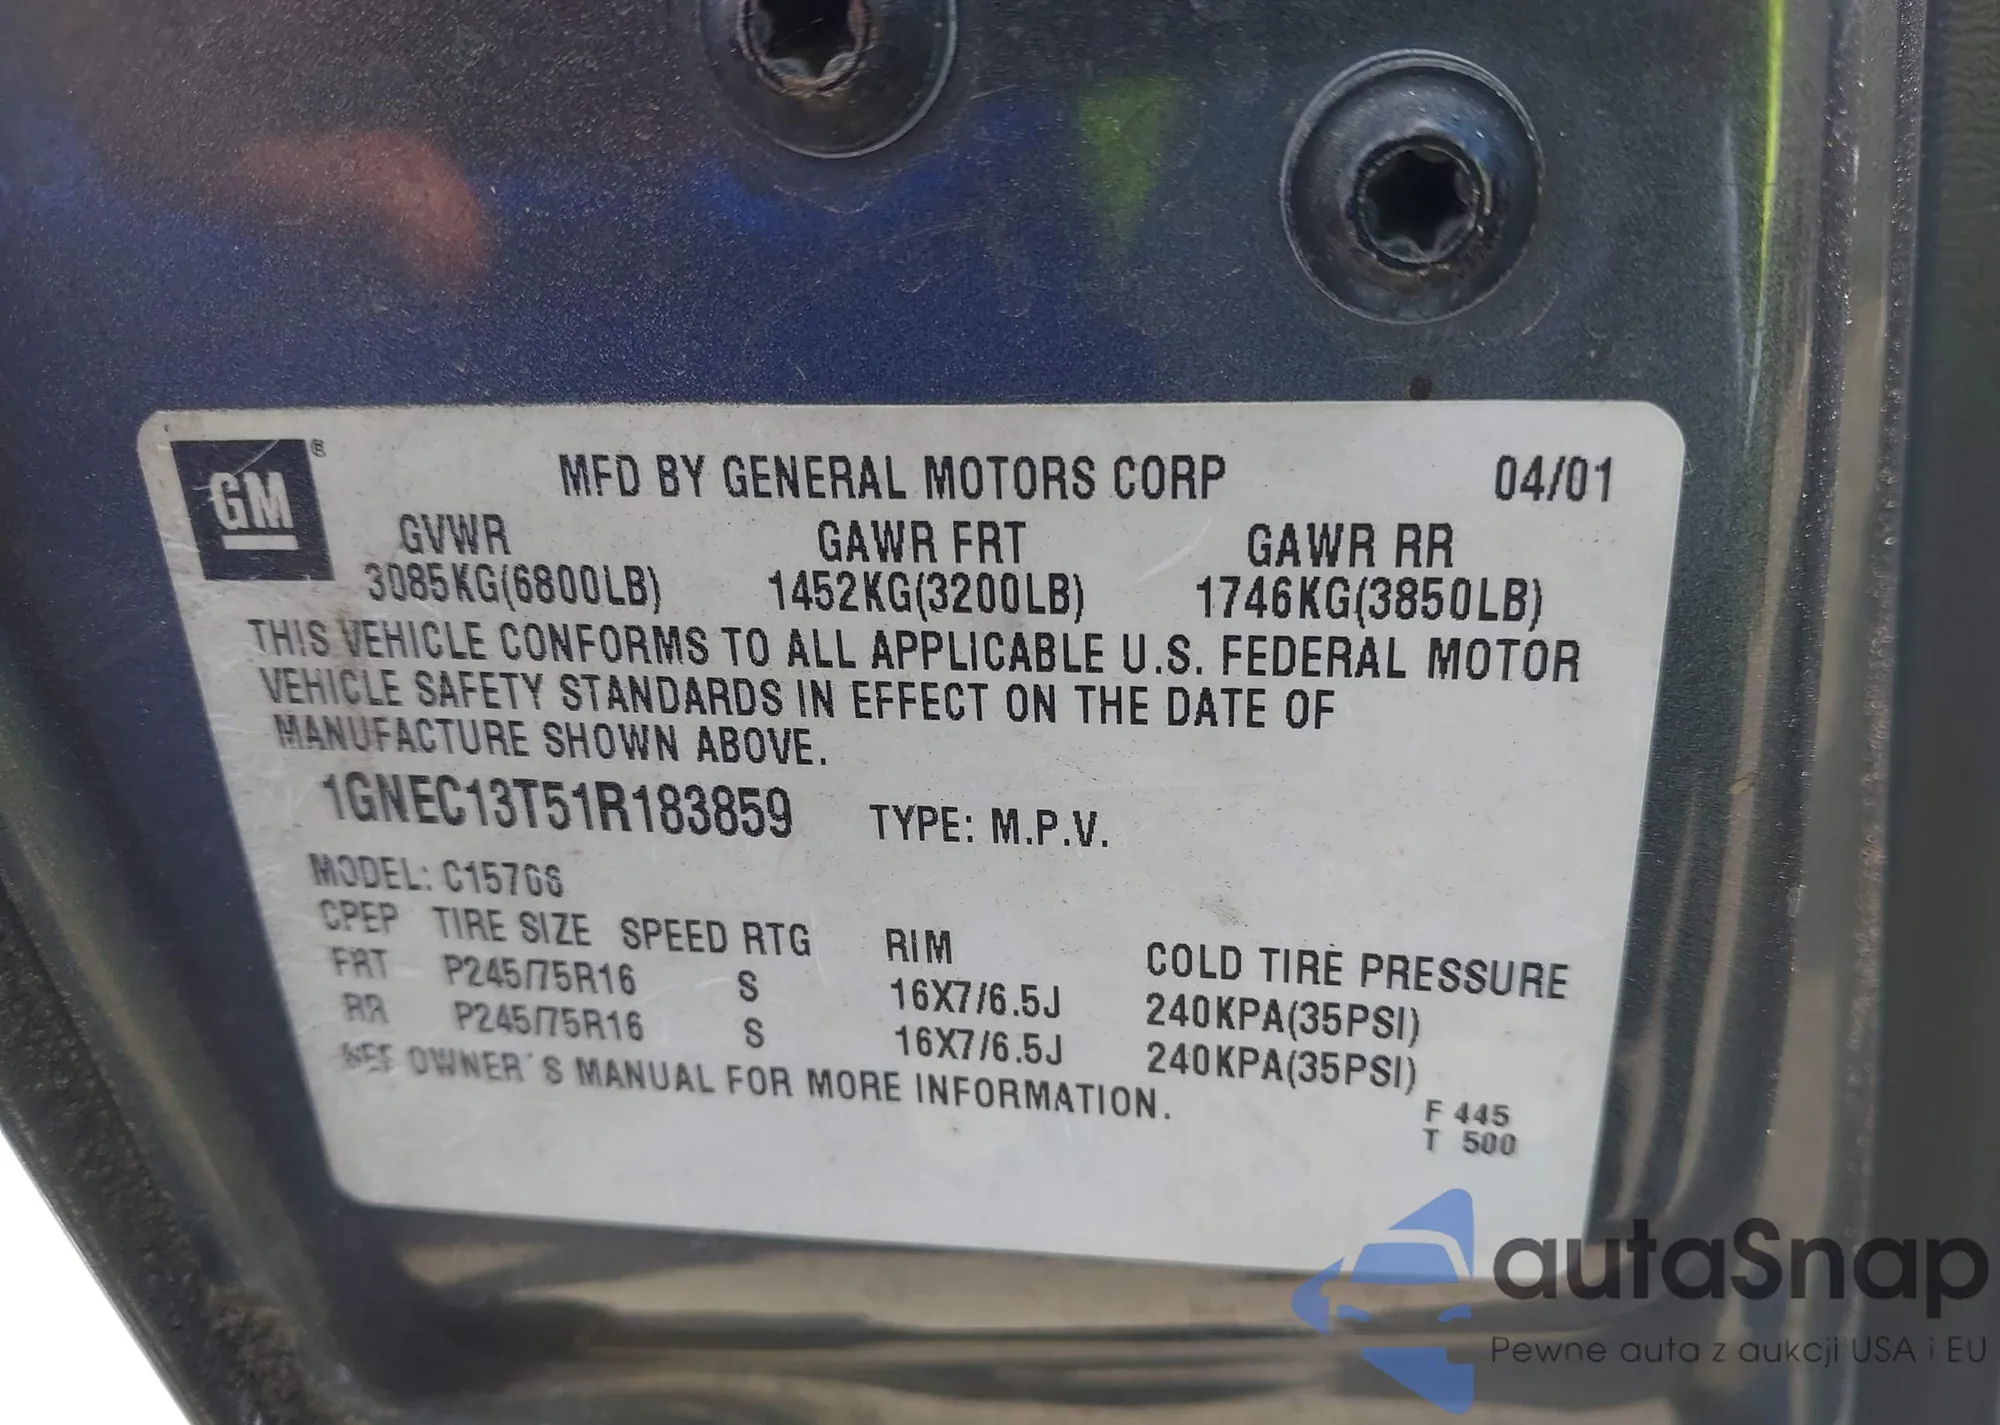 GM®
MFD BY GENERAL MOTORS CORP 04/01
GVWR GAWR FRT GAWR RR
3085KG(6800LB) 1452KG(3200LB) 1746KG(3850LB)
THIS VEHICLE CONFORMS TO ALL APPLICABLE U.S. FEDERAL MOTOR
VEHICLE SAFETY STANDARDS IN EFFECT ON THE DATE OF
MANUFACTURE SHOWN ABOVE.
1GNEC13T51R183859 TYPE: M.P.V.
MODEL:
TIRE SIZE SPEED RTG RIM COLD TIRE PRESSURE
FRT P245/75R16 S 16X7/6.5J 240KPA(35PSI)
RR P245/75R16 S 16X7/6.5J 240KPA(35PSI)
SEE OWNER'S MANUAL FOR MORE INFORMATION.
F 445
T 500
autaSnap
Pewne auta z aukcji USA i EU